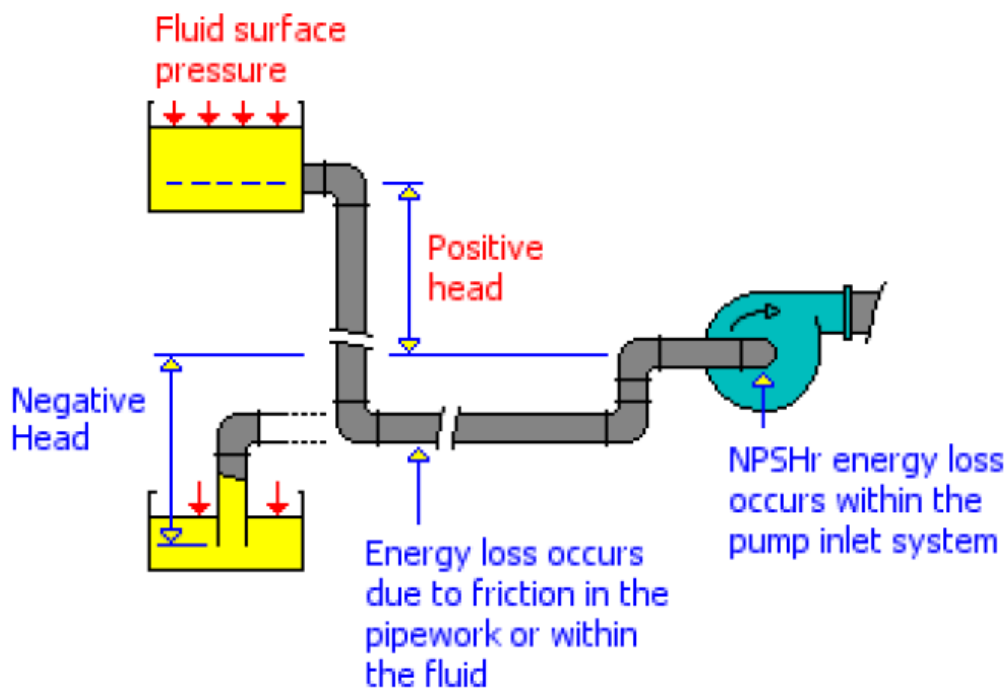 Fluid surface
pressure
Positive
head
Negative
Head
NPSHr energy loss
occurs within the
pump inlet system
Energy loss occurs
due to friction in the
pipework or within
the fluid